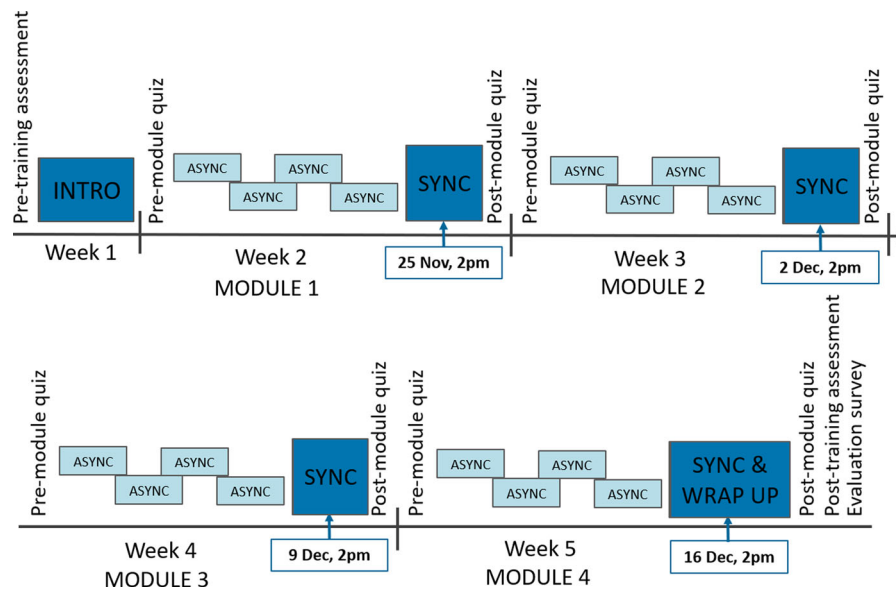 Pre-training assessment
INTRO
Week 1
Pre-module quiz
ASYNC
ASYNC
ASYNC
ASYNC
SYNC
Post-module quiz
Week 2
MODULE 1
25 Nov, 2pm
Pre-module quiz
ASYNC
ASYNC
ASYNC
ASYNC
SYNC
Post-module quiz
Week 3
MODULE 2
2 Dec, 2pm
Pre-module quiz
ASYNC
ASYNC
ASYNC
ASYNC
SYNC
Post-module quiz
Week 4
MODULE 3
9 Dec, 2pm
Pre-module quiz
ASYNC
ASYNC
ASYNC
ASYNC
SYNC &
WRAP UP
Post-module quiz
Post-training assessment
Evaluation survey
Week 5
MODULE 4
16 Dec, 2pm